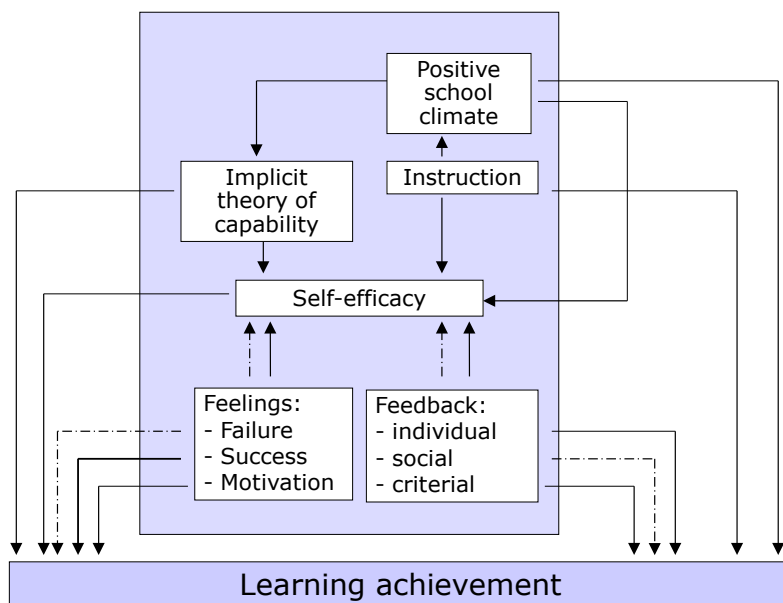 Positive
school
climate
Implicit
theory of
capability
Instruction
Self-efficacy
Feelings:
- Failure
- Success
- Motivation
Feedback:
- individual
- social
- criterial
Learning achievement